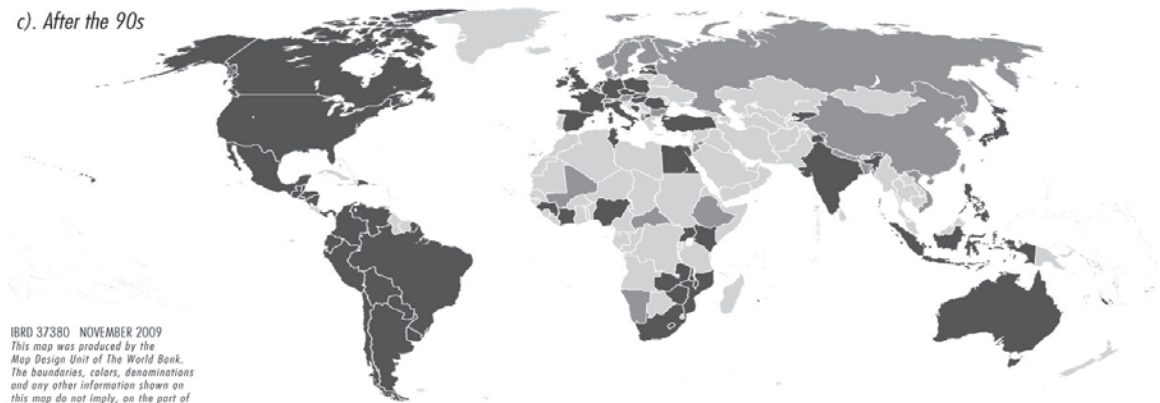 c). After the 90s
IBRD 37380 NOVEMBER 2009
This map was produced by the
Map Design Unit of The World Bank.
The boundaries, colors, denominations
and any other information shown on
this map do not imply, on the part of